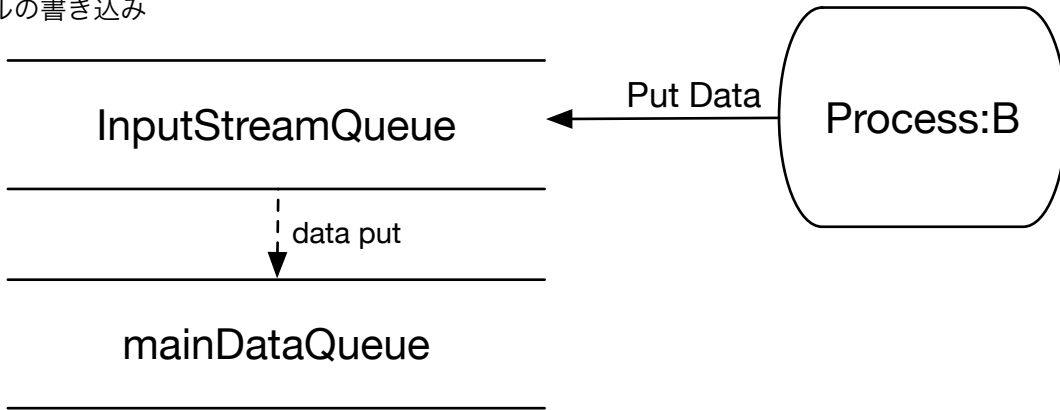 ルの書き込み
Put Data
InputStreamQueue
Process:B
data put
mainDataQueue